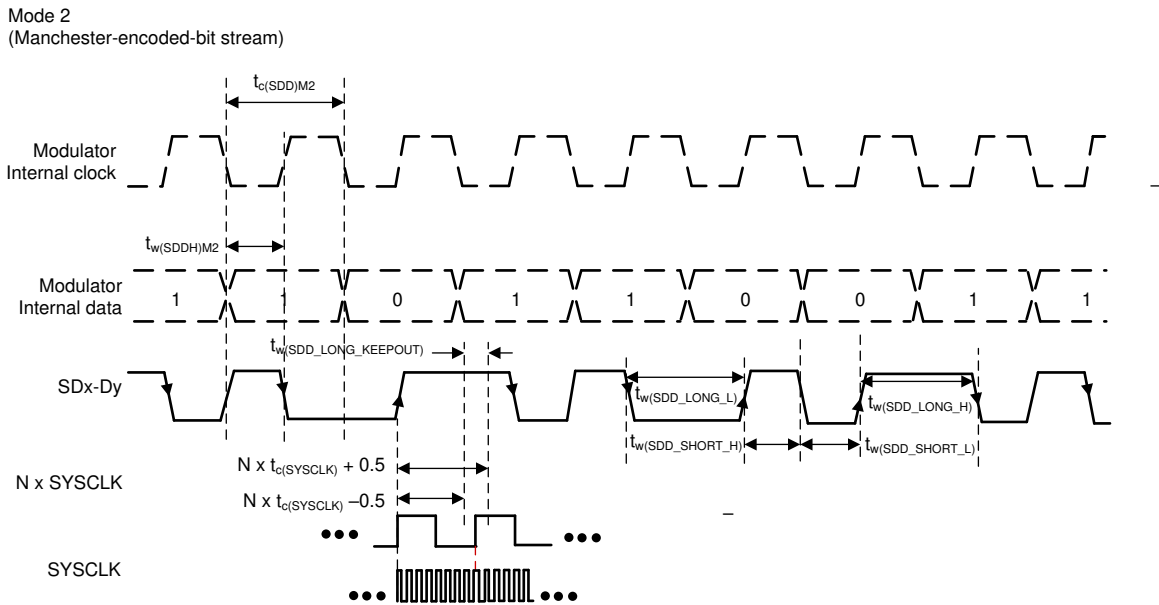 Mode 2
(Manchester-encoded-bit stream)
tc(SDD)M2
Modulator
Internal clock
tw(SDDH)M2
Modulator
Internal data
1 1 0 1 1 0 0 1 1
tw(SDD_LONG_KEEPOUT)
SDx-Dy
tw(SDD_LONG_L)
tw(SDD_LONG_H)
tw(SDD_SHORT_H)
tw(SDD_SHORT_L)
N x tc(SYSCLK) + 0.5
N x SYSCLK
N x tc(SYSCLK) –0.5
SYSCLK